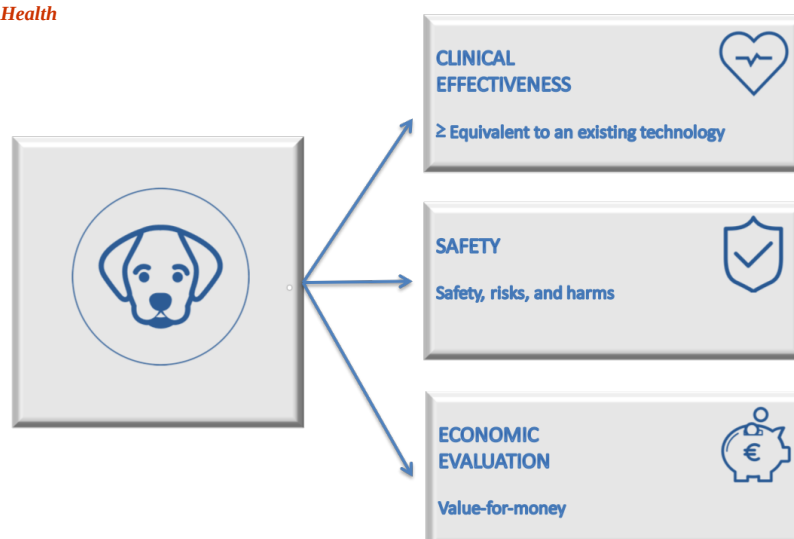 Health
CLINICAL
EFFECTIVENESS
≥ Equivalent to an existing technology
SAFETY
Safety, risks, and harms
€
ECONOMIC
EVALUATION
Value-for-money